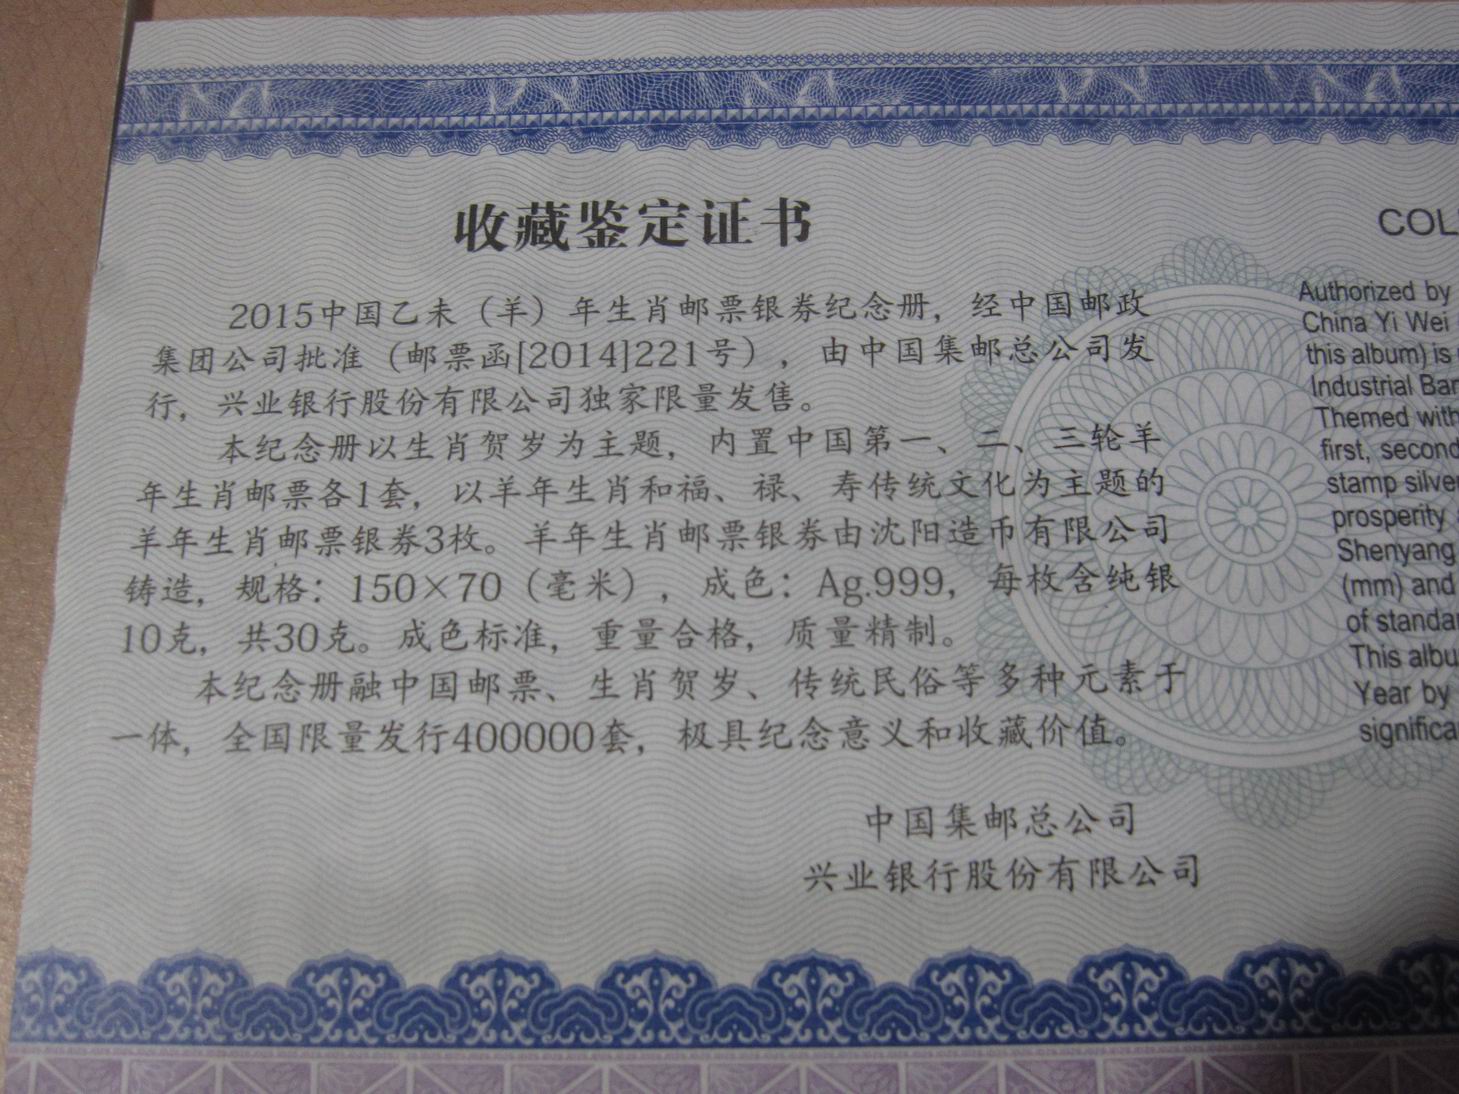 收藏鉴定证书
2015中国乙未（羊）年生肖邮票银券纪念册，经中国邮政
集团公司批准（邮票函[2014]221号），由中国集邮总公司发
行，兴业银行股份有限公司独家限量发售。
本纪念册以生肖贺岁为主题，内置中国第一、二、三轮羊
年生肖邮票各1套，以羊年生肖和福、禄、寿传统文化为主题的
羊年生肖邮票银券3枚。羊年生肖邮票银券由沈阳造币有限公司
铸造，规格：150×70（毫米），成色：Ag.999，每枚含纯银
10克，共30克。成色标准，重量合格，质量精制。
本纪念册融中国邮票、生肖贺岁、传统民俗等多种元素于
一体，全国限量发行400000套，极具纪念意义和收藏价值。
中国集邮总公司
兴业银行股份有限公司
COL
Authorized by
China Yi Wei
this album) is
Industrial Ban
Themed with
first, second
stamp silver
prosperity
Shenyang
(mm) and
of standa
This albu
Year by
significa